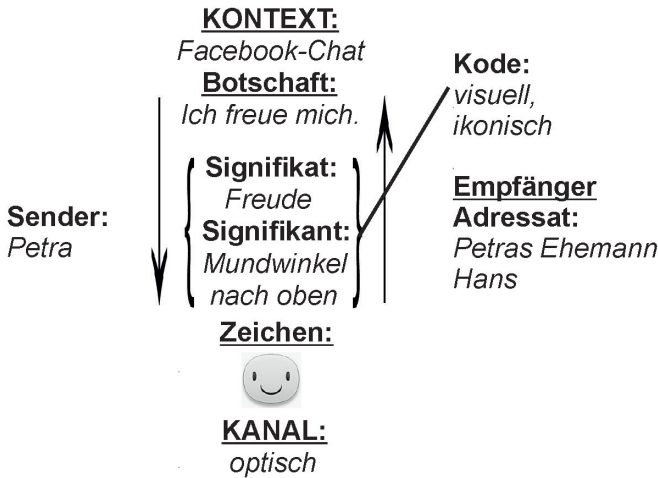 KONTEXT:
Facebook-Chat
Botschaft:
Ich freue mich.
Kode:
visuell,
ikonisch
Sender:
Petra
Signifikat:
Freude
Signifikant:
Mundwinkel
nach oben
Empfänger
Adressat:
Petras Ehemann
Hans
Zeichen:
KANAL:
optisch